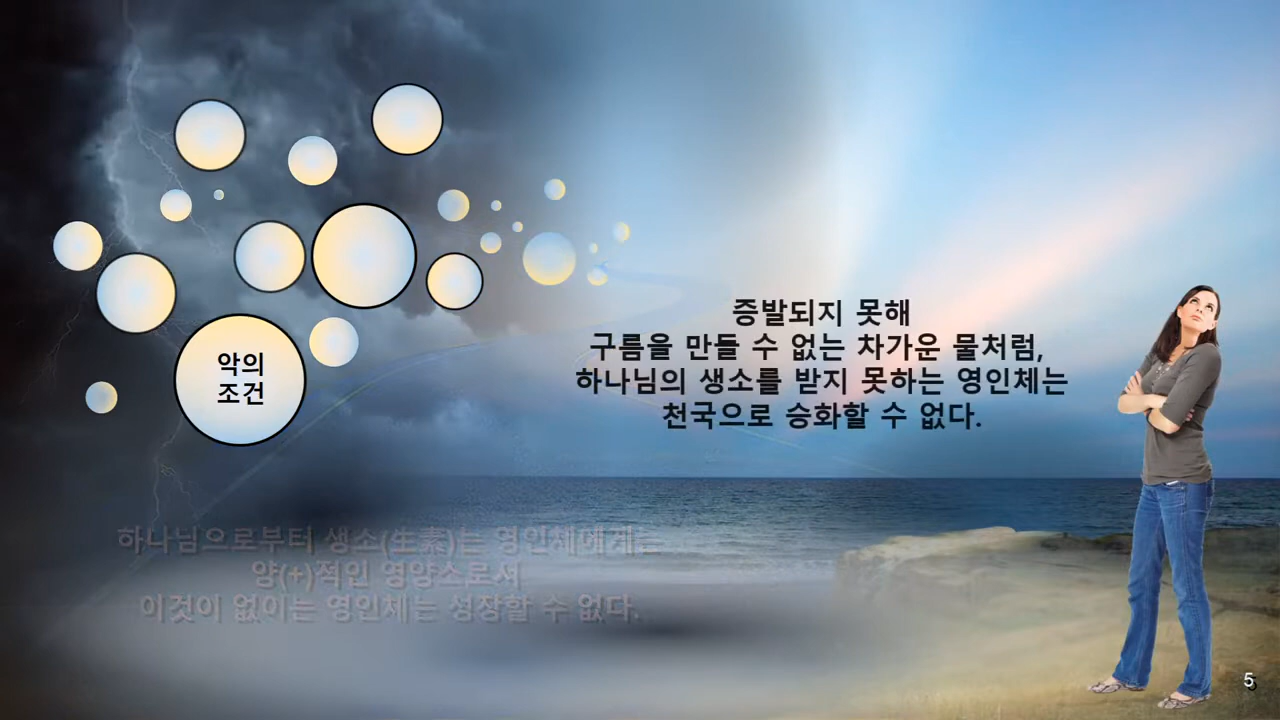 악의
조건
증발되지 못해
구름을 만들 수 없는 차가운 물처럼,
하나님의 생소를 받지 못하는 영인체는
천국으로 승화할 수 없다.
하나님으로부터 생소(生素)는 영인체에게는
양(+)적인 영양소로서
이것이 없이는 영인체는 성장할 수 없다.
5